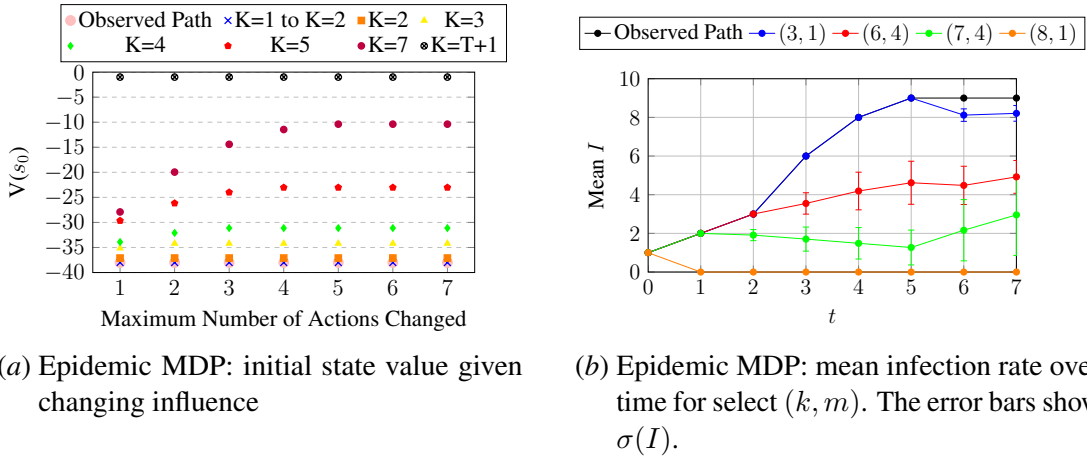 Observed Path K=1 to K=2 K=2 K=3
K=4 K=5 K=7 K=T+1
0
−5
−10
−15
−20
−25
−30
−35
−40
V(s₀)
1 2 3 4 5 6 7
Maximum Number of Actions Changed
a) Epidemic MDP: initial state value given
changing influence
Observed Path (3, 1) (6, 4) (7, 4) (8, 1)
10
8
6
4
2
0
Mean I
0 1 2 3 4 5 6 7
t
(b) Epidemic MDP: mean infection rate ove
time for select (k, m). The error bars show
σ(I).